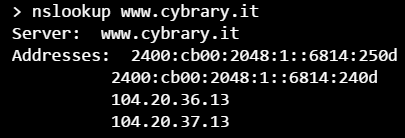 > nslookup www.cybrary.it
Server:  www.cybrary.it
Addresses:  2400:cb00:2048:1::6814:250d
2400:cb00:2048:1::6814:240d
104.20.36.13
104.20.37.13